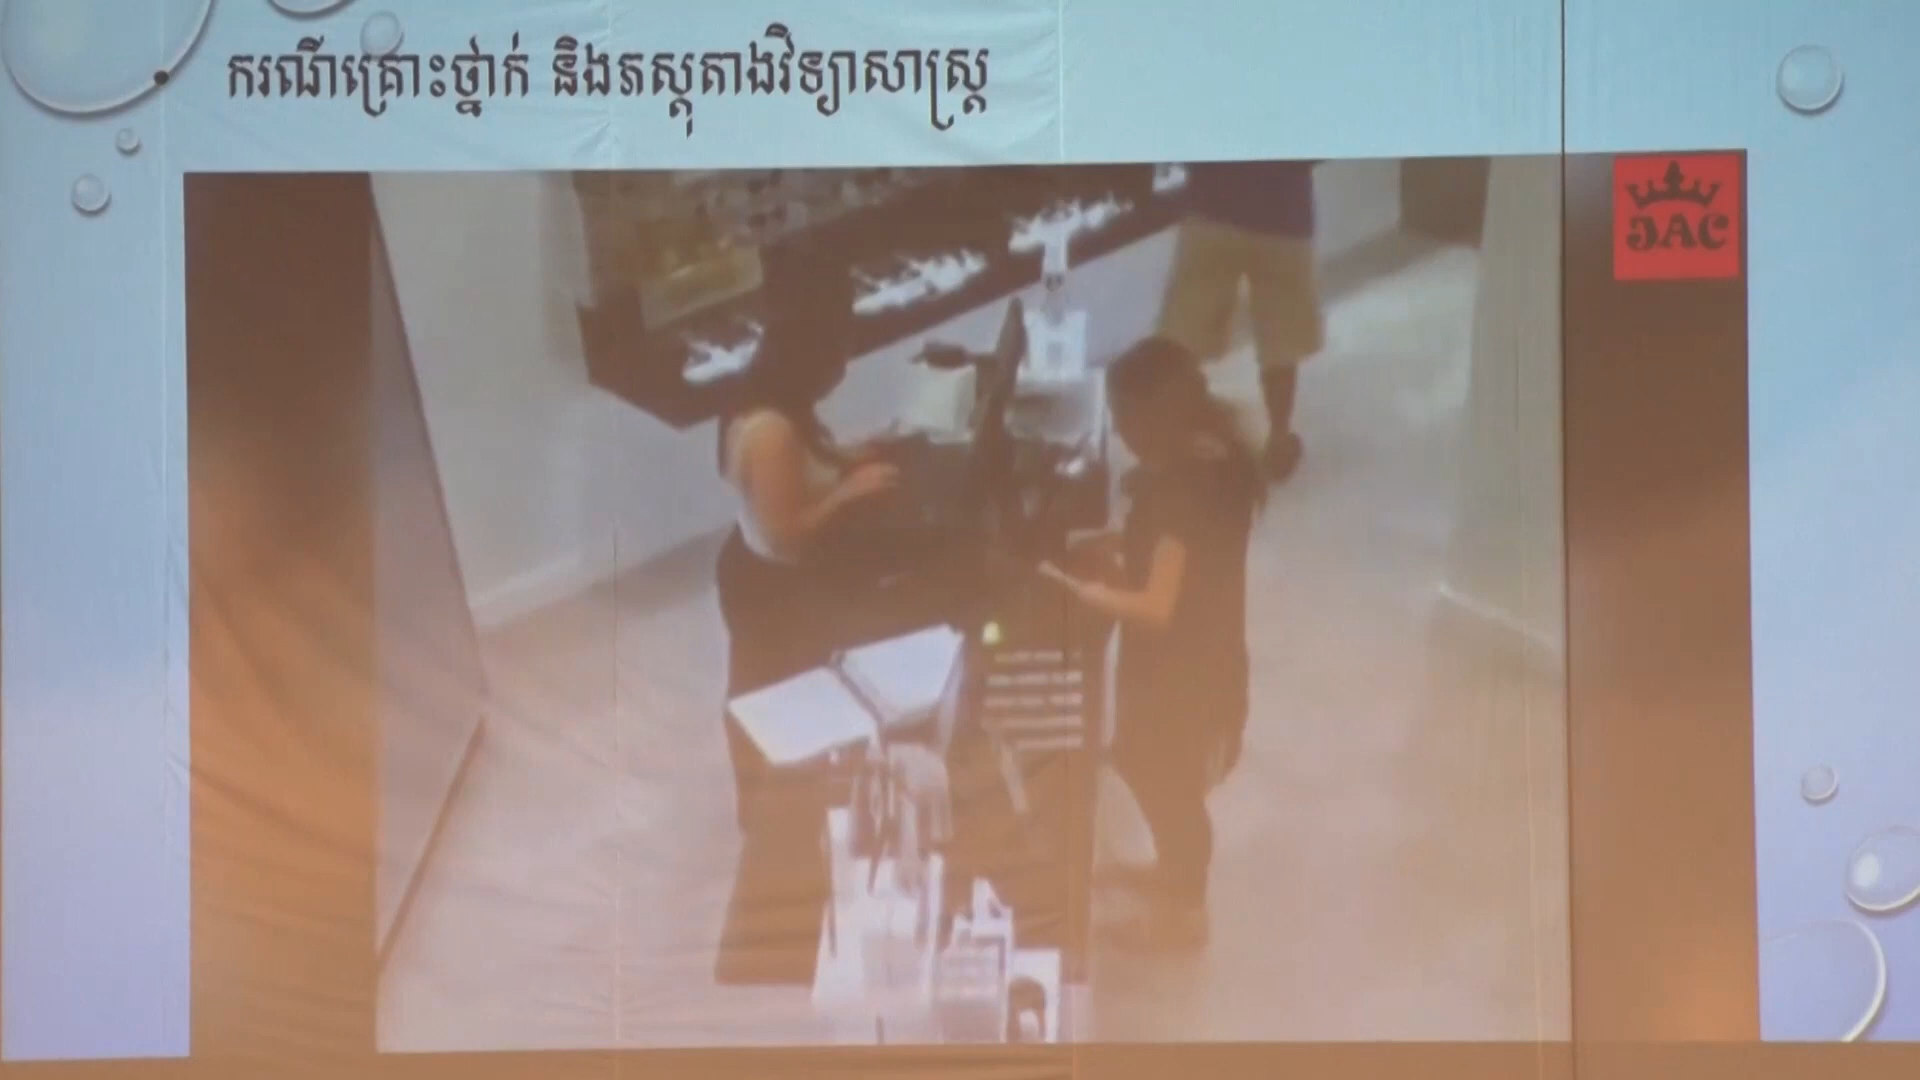 • ករណីគ្រោះថ្នាក់ និងភស្តុតាងវិទ្យាសាស្ត្រ
JAC